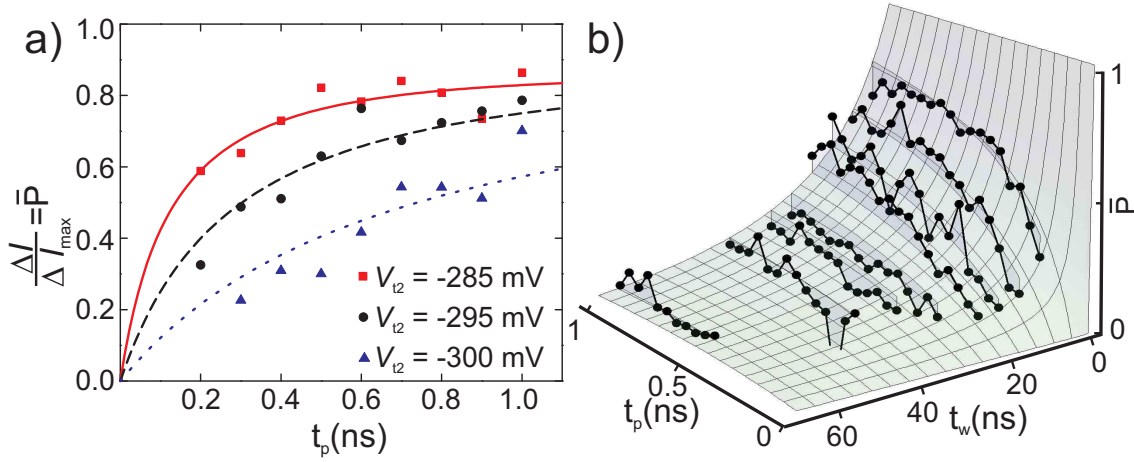 a)
1.0
0.8
0.6
0.4
0.2
0.0
ΔI/ΔI_max = P̄
V_t2 = -285 mV
V_t2 = -295 mV
V_t2 = -300 mV
0.2 0.4 0.6 0.8 1.0
t_p(ns)
b)
1
P̄
0
1 0.5 0
t_p(ns)
60 40 20 0
t_w(ns)